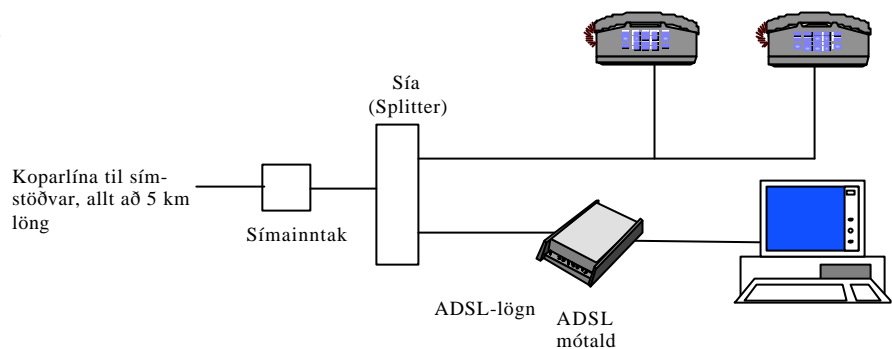 Sía
(Splitter)
Koparlína til sím-
stöðvar, allt að 5 km
löng
Símainntak
ADSL-lögn
ADSL
mótald